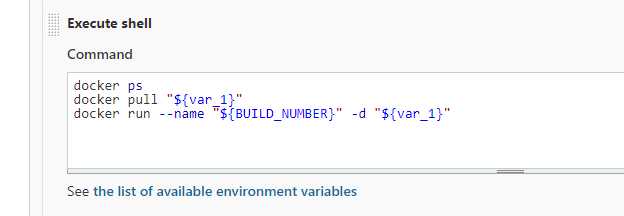 Execute shell
Command
docker ps
docker pull "${var_1}"
docker run --name "${BUILD_NUMBER}" -d "${var_1}"
See the list of available environment variables